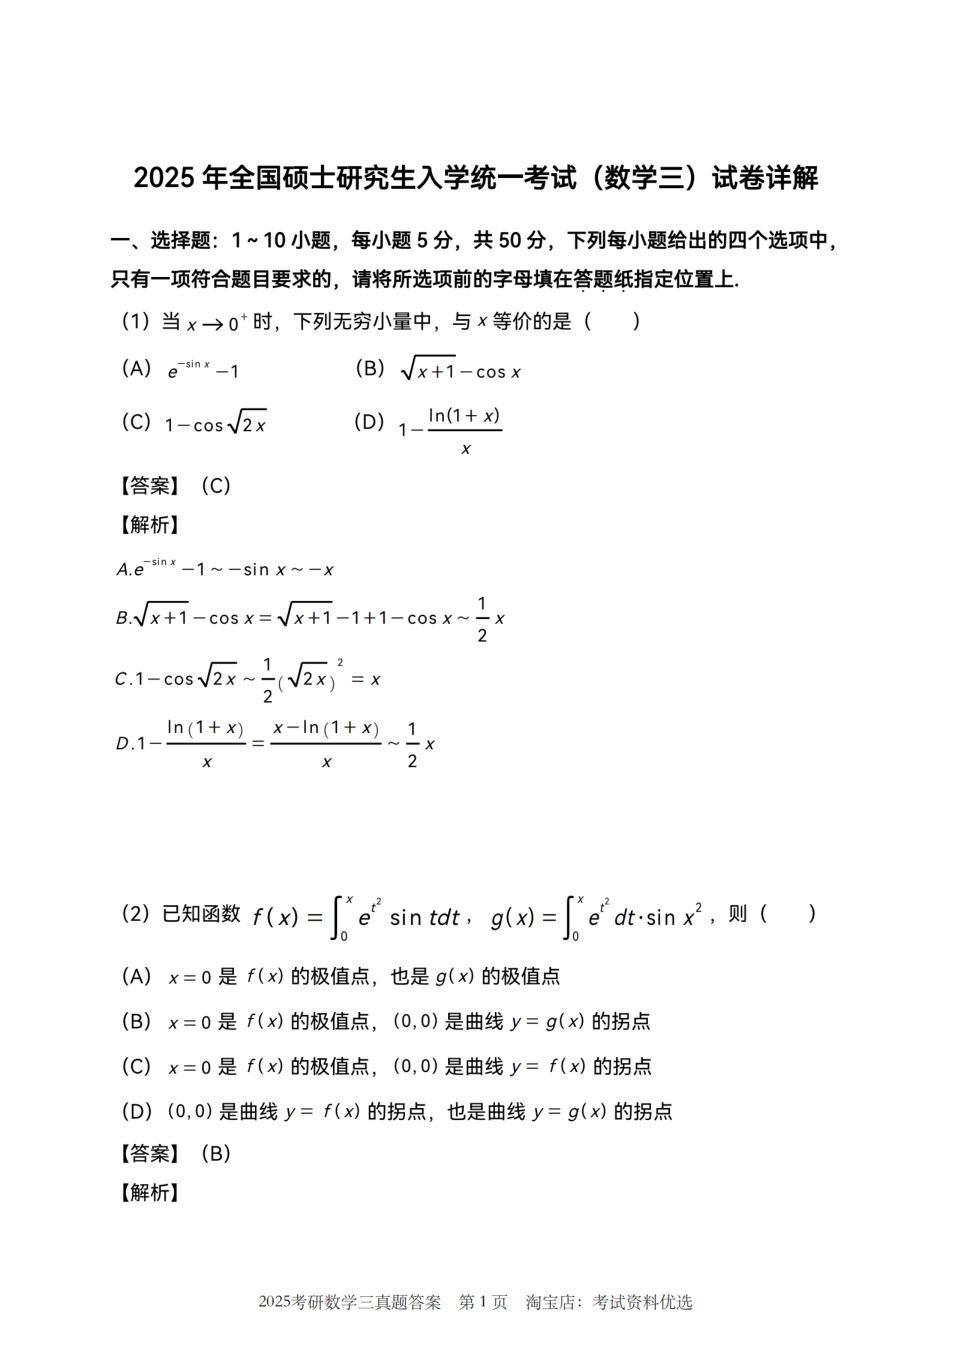 2025 年全国硕士研究生入学统一考试（数学三）试卷详解
一、选择题：1 ~ 10 小题，每小题 5 分，共 50 分，下列每小题给出的四个选项中，
只有一项符合题目要求的，请将所选项前的字母填在答题纸指定位置上.
（1）当 x → 0⁺ 时，下列无穷小量中，与 x 等价的是（　　）
（A） e^{−sin x} − 1　　（B） √(x+1) − cos x
（C） 1 − cos √(2x)　　（D） 1 − ln(1+x)/x
【答案】（C）
【解析】
A.e^{−sin x} − 1 ~ −sin x ~ −x
B.√(x+1) − cos x = √(x+1) − 1 + 1 − cos x ~ 1/2 x
C.1 − cos √(2x) ~ 1/2 (√(2x))² = x
D.1 − ln(1+x)/x = (x − ln(1+x))/x ~ 1/2 x
（2）已知函数 f(x) = ∫₀ˣ e^{t²} sin tdt，g(x) = ∫₀ˣ e^{t²} dt·sin x²，则（　　）
（A） x = 0 是 f(x) 的极值点，也是 g(x) 的极值点
（B） x = 0 是 f(x) 的极值点，(0,0) 是曲线 y = g(x) 的拐点
（C） x = 0 是 f(x) 的极值点，(0,0) 是曲线 y = f(x) 的拐点
（D）(0,0) 是曲线 y = f(x) 的拐点，也是曲线 y = g(x) 的拐点
【答案】（B）
【解析】
2025考研数学三真题答案　第 1 页　淘宝店：考试资料优选